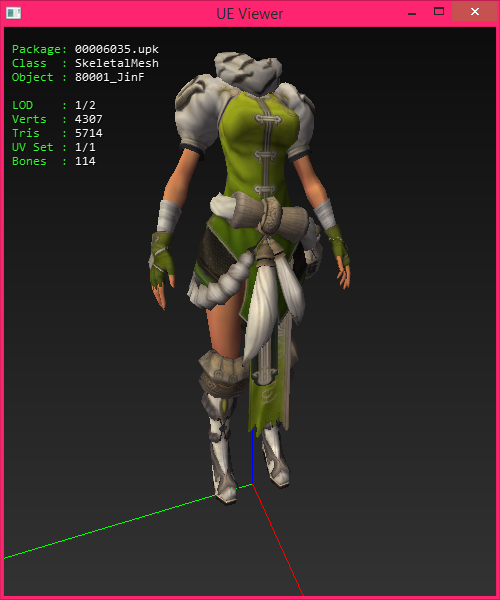 UE Viewer
Package: 00006035.upk
Class  : SkeletalMesh
Object : 80001_JinF
LOD    : 1/2
Verts  : 4307
Tris   : 5714
UV Set : 1/1
Bones  : 114